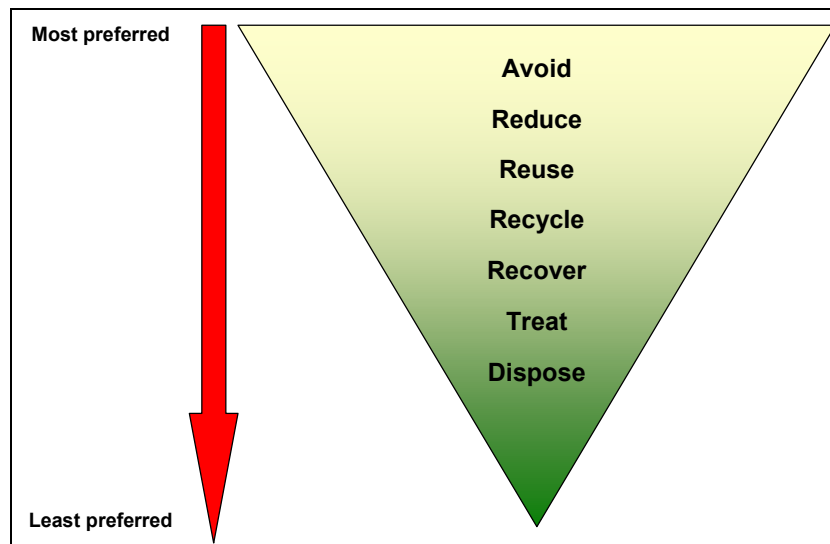 Most preferred
Avoid
Reduce
Reuse
Recycle
Recover
Treat
Dispose
Least preferred